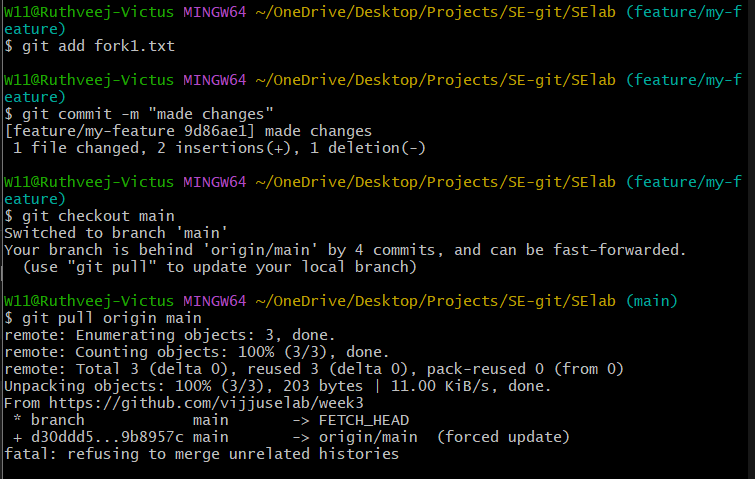 W11@Ruthveej-Victus MINGW64 ~/OneDrive/Desktop/Projects/SE-git/SElab (feature/my-f
eature)
$ git add fork1.txt
W11@Ruthveej-Victus MINGW64 ~/OneDrive/Desktop/Projects/SE-git/SElab (feature/my-f
eature)
$ git commit -m "made changes"
[feature/my-feature 9d86ae1] made changes
 1 file changed, 2 insertions(+), 1 deletion(-)
W11@Ruthveej-Victus MINGW64 ~/OneDrive/Desktop/Projects/SE-git/SElab (feature/my-f
eature)
$ git checkout main
Switched to branch 'main'
Your branch is behind 'origin/main' by 4 commits, and can be fast-forwarded.
  (use "git pull" to update your local branch)
W11@Ruthveej-Victus MINGW64 ~/OneDrive/Desktop/Projects/SE-git/SElab (main)
$ git pull origin main
remote: Enumerating objects: 3, done.
remote: Counting objects: 100% (3/3), done.
remote: Total 3 (delta 0), reused 3 (delta 0), pack-reused 0 (from 0)
Unpacking objects: 100% (3/3), 203 bytes | 11.00 KiB/s, done.
From https://github.com/vijjuselab/week3
 * branch            main       -> FETCH_HEAD
 + d30ddd5...9b8957c main       -> origin/main  (forced update)
fatal: refusing to merge unrelated histories